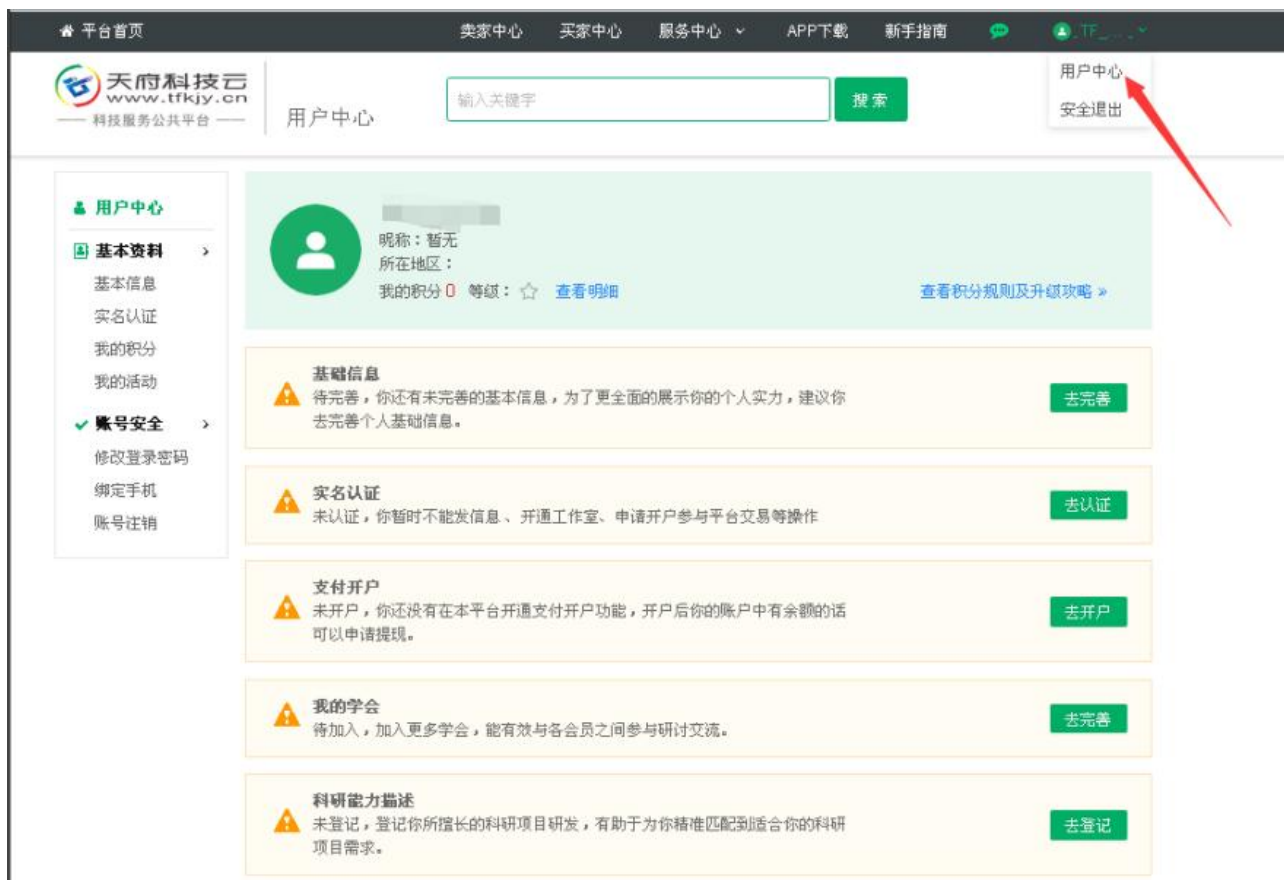 平台首页
卖家中心
买家中心
服务中心
APP下载
新手指南
TF_
用户中心
安全退出
天府科技云
www.tfkjy.cn
科技服务公共平台
用户中心
输入关键字
搜索
用户中心
基本资料
基本信息
实名认证
我的积分
我的活动
账号安全
修改登录密码
绑定手机
账号注销
昵称：暂无
所在地区：
我的积分 0 等级： 查看明细
查看积分规则及升级攻略 »
基础信息
待完善，你还有未完善的基本信息，为了更全面的展示你的个人实力，建议你
去完善个人基础信息。
去完善
实名认证
未认证，你暂时不能发信息、开通工作室、申请开户参与平台交易等操作
去认证
支付开户
未开户，你还没有在本平台开通支付开户功能，开户后你的账户中有余额的话
可以申请提现。
去开户
我的学会
待加入，加入更多学会，能有效与各会员之间参与研讨交流。
去完善
科研能力描述
未登记，登记你所擅长的科研项目研发，有助于为你精准匹配到适合你的科研
项目需求。
去登记